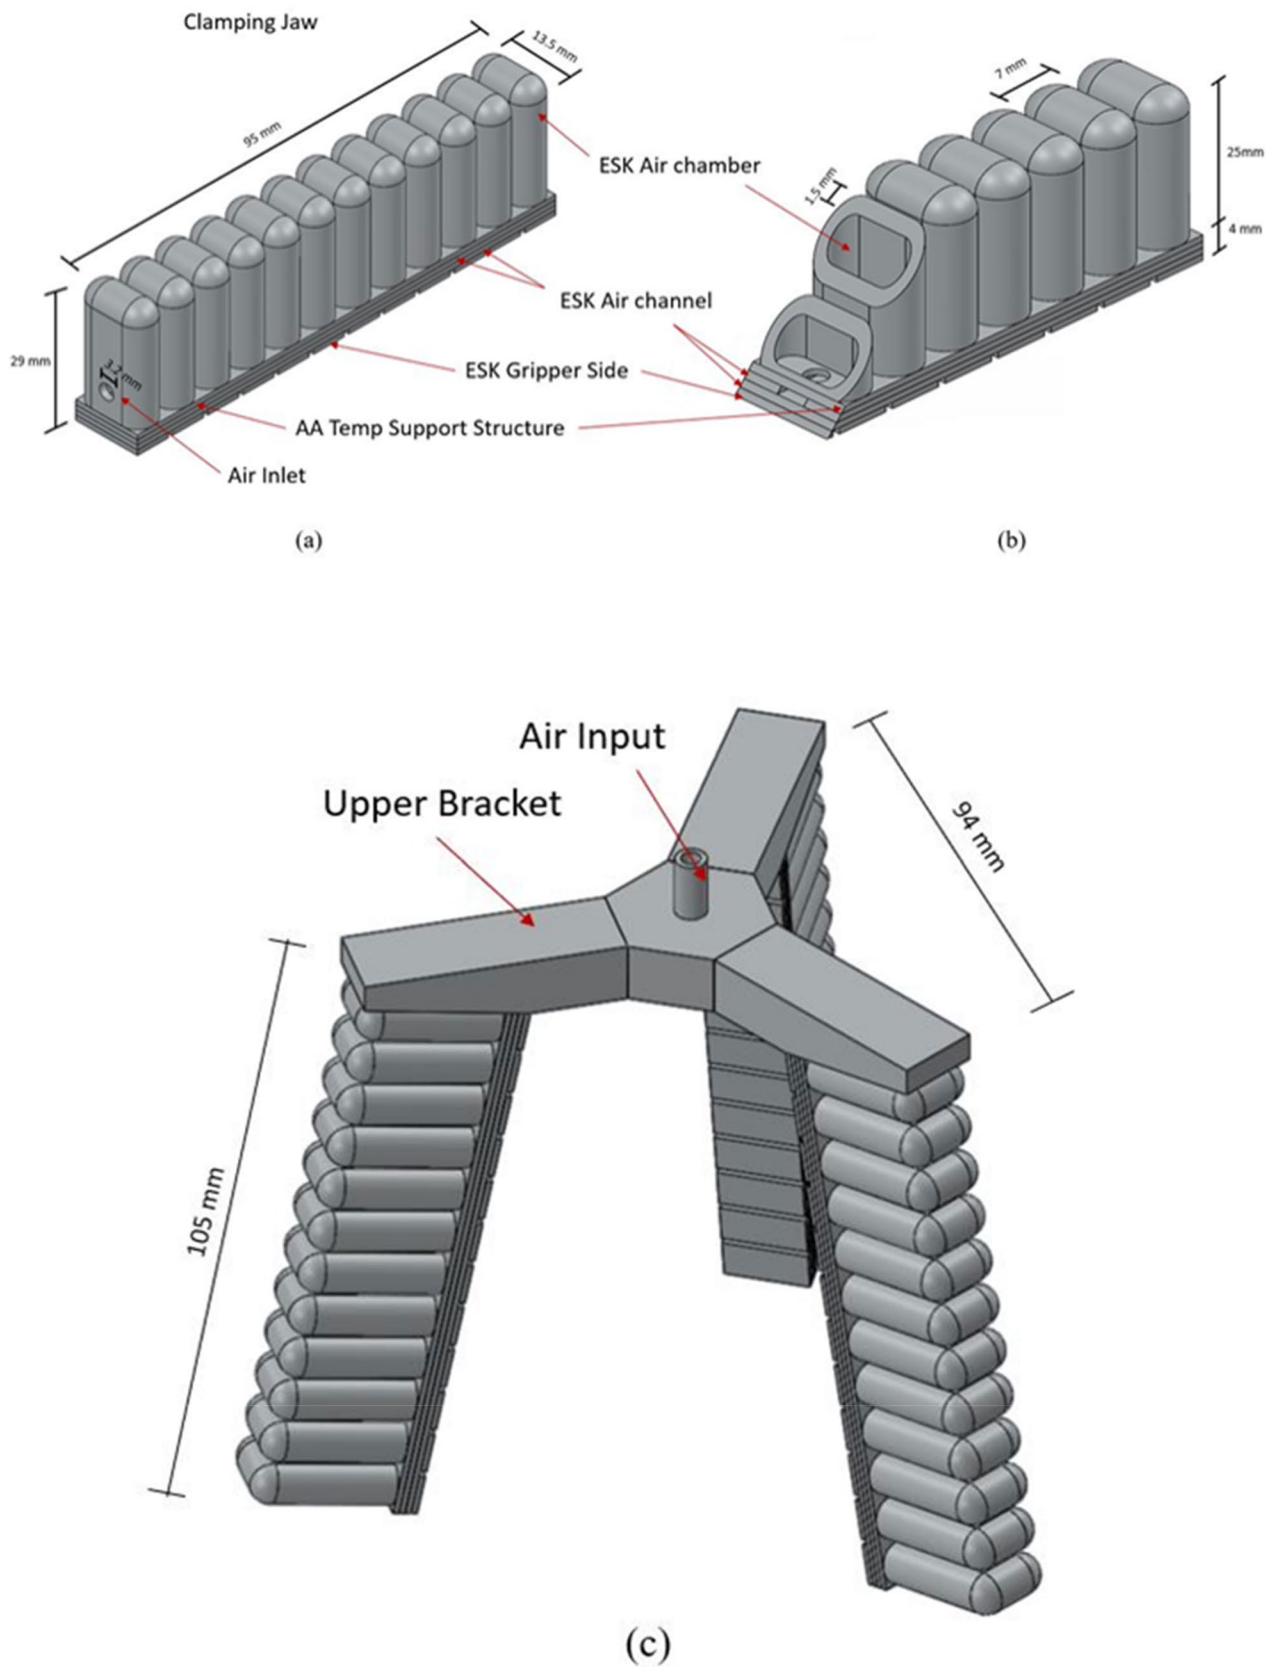 Clamping Jaw
13.5 mm
95 mm
7 mm
ESK Air chamber
25mm
1.5 mm
4 mm
ESK Air channel
29 mm
3.2 mm
ESK Gripper Side
AA Temp Support Structure
Air Inlet
(a)
(b)
Air Input
Upper Bracket
94 mm
105 mm
(c)